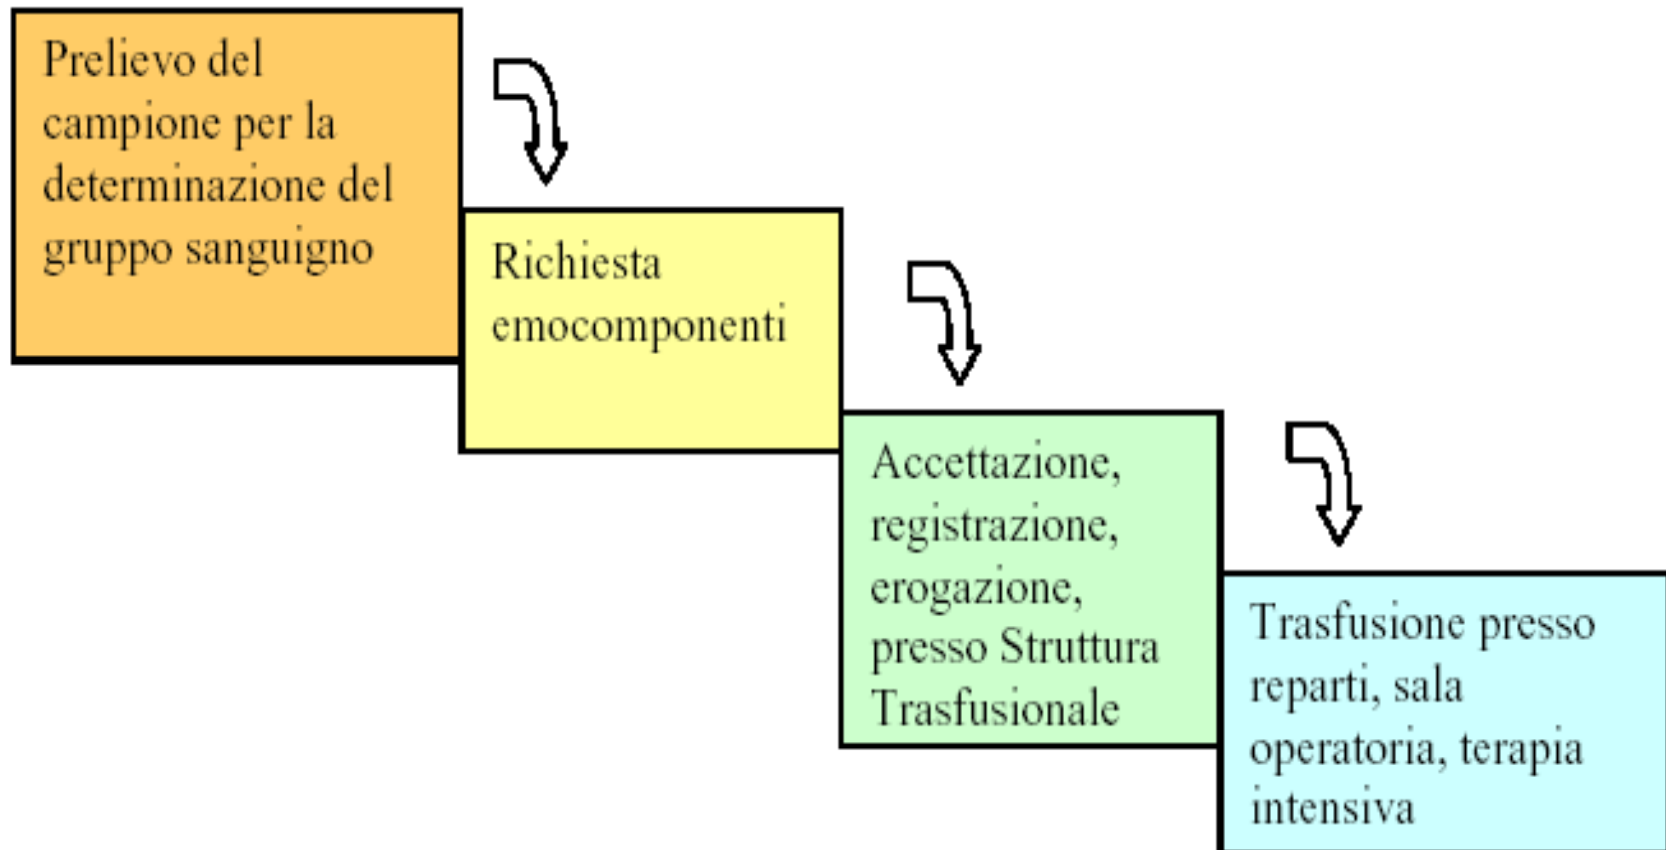 Prelievo del
campione per la
determinazione del
gruppo sanguigno
Richiesta
emocomponenti
Accettazione,
registrazione,
erogazione,
presso Struttura
Trasfusionale
Trasfusione presso
reparti, sala
operatoria, terapia
intensiva